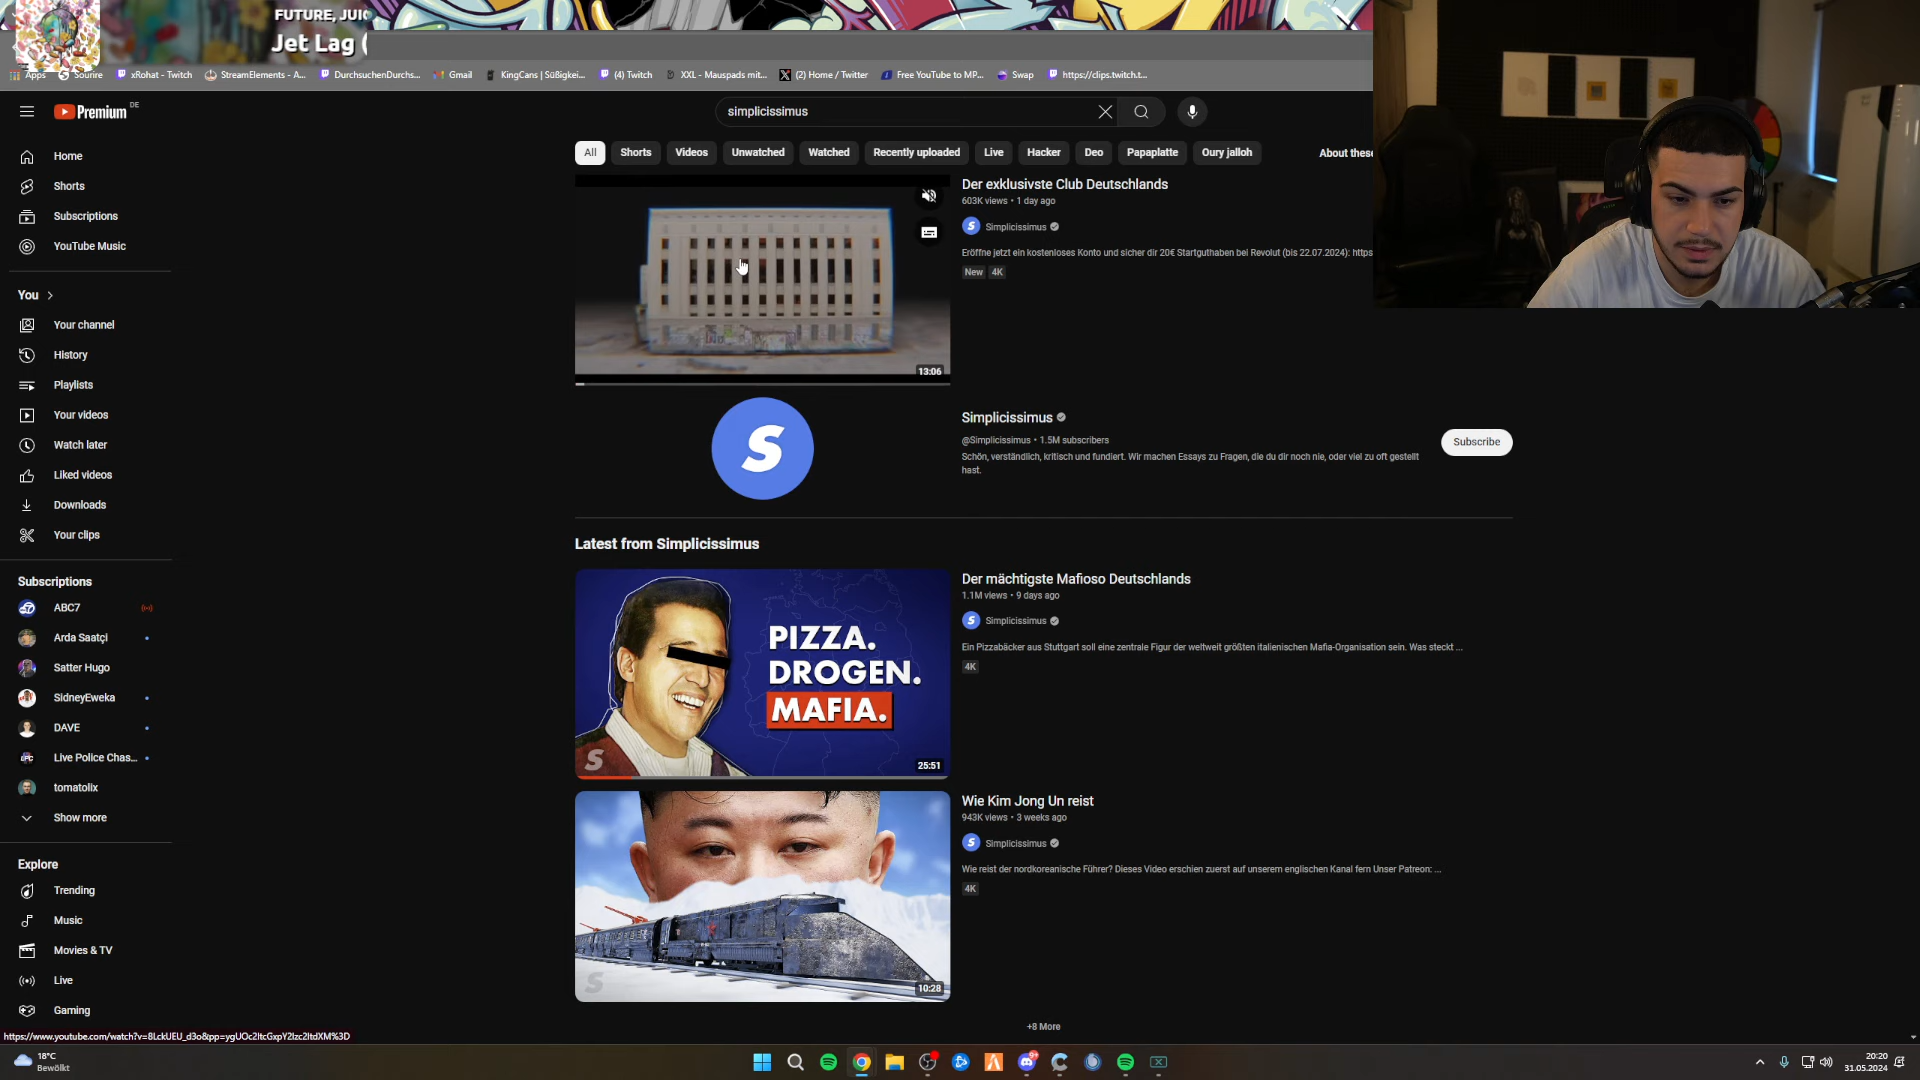 FUTURE, JUIC
Jet Lag (
Apps
Sourire
xRohat - Twitch
StreamElements - A...
DurchsuchenDurchs...
Gmail
KingCans | Süßigkei...
(4) Twitch
XXL - Mauspads mit...
(2) Home / Twitter
Free YouTube to MP...
Swap
https://clips.twitch.t...
Premium DE
simplicissimus
All
Shorts
Videos
Unwatched
Watched
Recently uploaded
Live
Hacker
Deo
Papaplatte
Oury jalloh
About these
Home
Shorts
Subscriptions
YouTube Music
You
Your channel
History
Playlists
Your videos
Watch later
Liked videos
Downloads
Your clips
Subscriptions
ABC7
Arda Saatçi
Satter Hugo
SidneyEweka
DAVE
Live Police Chas...
tomatolix
Show more
Explore
Trending
Music
Movies & TV
Live
Gaming
13:06
Der exklusivste Club Deutschlands
603K views • 1 day ago
S Simplicissimus
Eröffne jetzt ein kostenloses Konto und sicher dir 20€ Startguthaben bei Revolut (bis 22.07.2024): https
New 4K
S
Simplicissimus
@Simplicissimus • 1.5M subscribers
Schön, verständlich, kritisch und fundiert. Wir machen Essays zu Fragen, die du dir noch nie, oder viel zu oft gestellt
hast.
Subscribe
Latest from Simplicissimus
PIZZA.
DROGEN.
MAFIA.
S
25:51
Der mächtigste Mafioso Deutschlands
1.1M views • 9 days ago
S Simplicissimus
Ein Pizzabäcker aus Stuttgart soll eine zentrale Figur der weltweit größten italienischen Mafia-Organisation sein. Was steckt ...
4K
S
10:28
Wie Kim Jong Un reist
943K views • 3 weeks ago
S Simplicissimus
Wie reist der nordkoreanische Führer? Dieses Video erschien zuerst auf unserem englischen Kanal fern Unser Patreon: ...
4K
+8 More
18°C
Bewölkt
20:20
31.05.2024